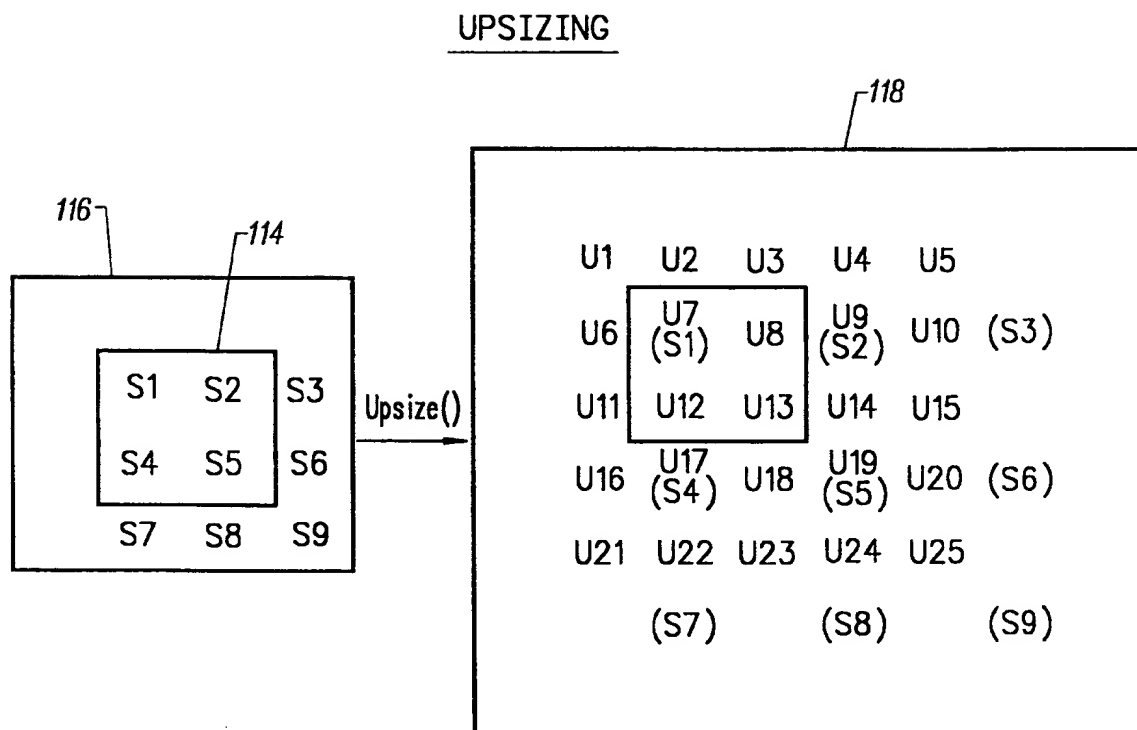 UPSIZING
118
116
114
S1 S2 S3
S4 S5 S6
S7 S8 S9
Upsize()
U1 U2 U3 U4 U5
U6 U7 U8 U9 U10 (S3)
(S1) (S2)
U11 U12 U13 U14 U15
U16 U17 U18 U19 U20 (S6)
(S4) (S5)
U21 U22 U23 U24 U25
(S7) (S8) (S9)